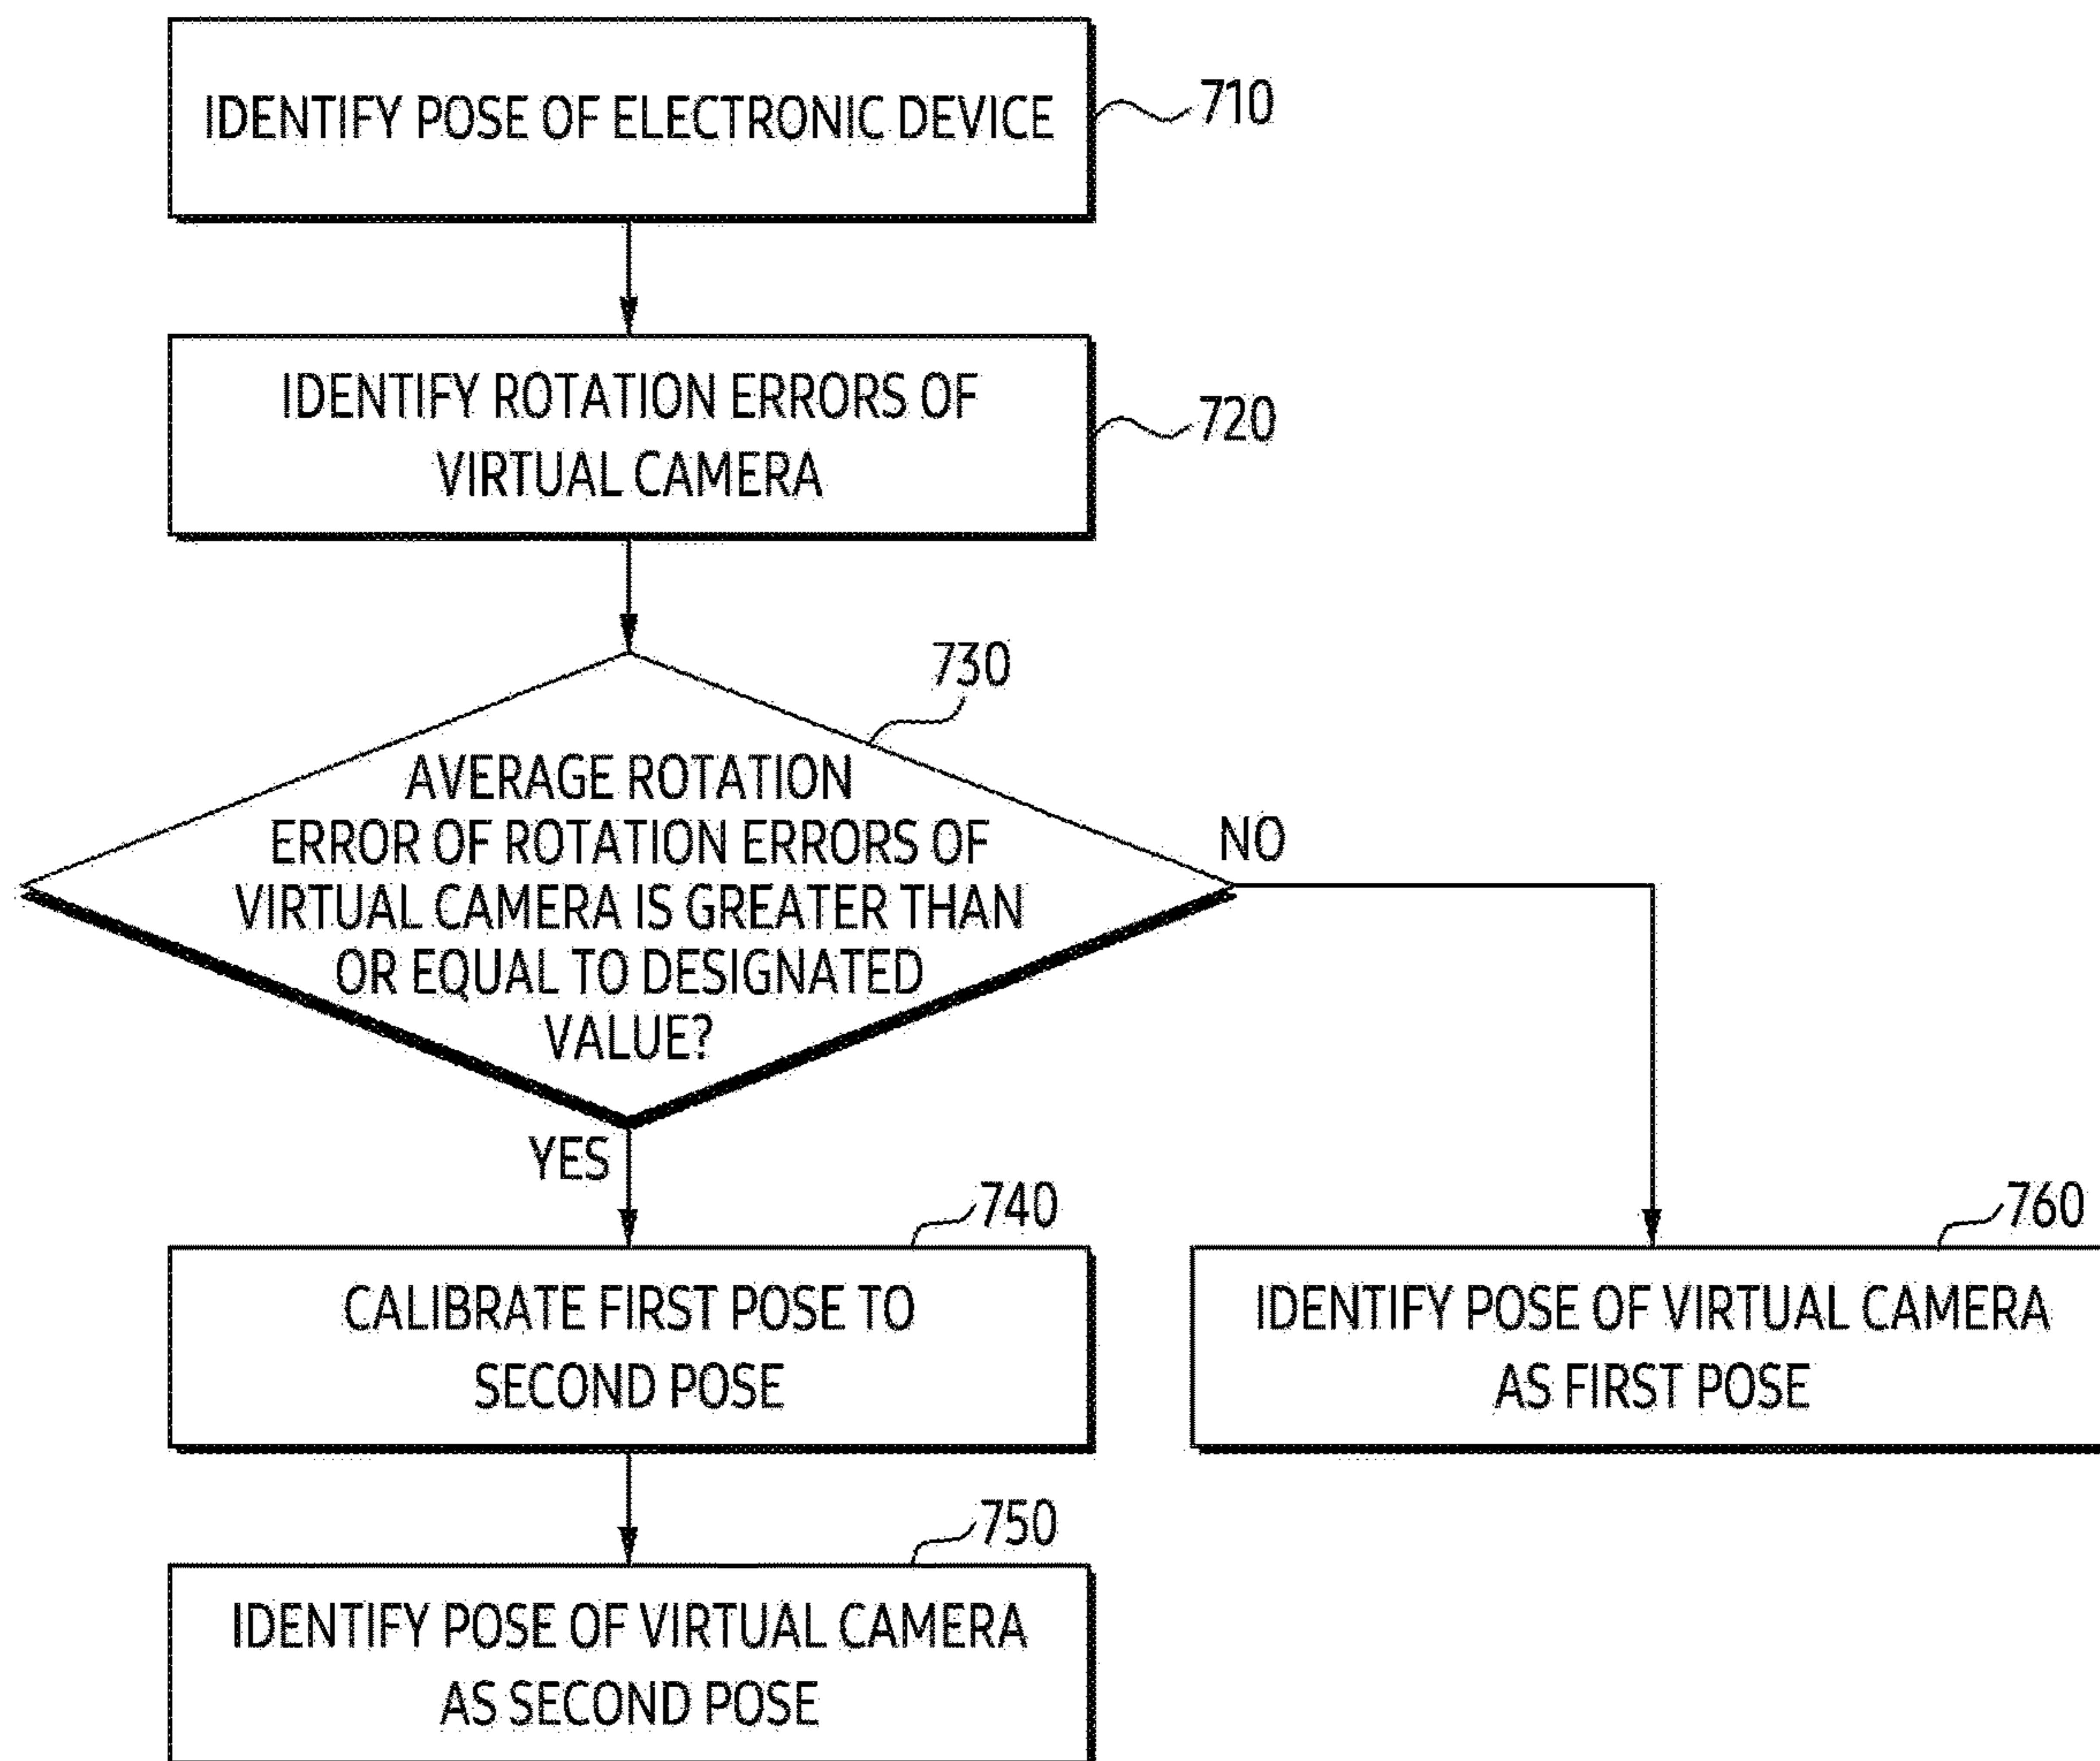 IDENTIFY POSE OF ELECTRONIC DEVICE
710
IDENTIFY ROTATION ERRORS OF
VIRTUAL CAMERA
720
730
AVERAGE ROTATION
ERROR OF ROTATION ERRORS OF
VIRTUAL CAMERA IS GREATER THAN
OR EQUAL TO DESIGNATED
VALUE?
NO
YES
740
CALIBRATE FIRST POSE TO
SECOND POSE
760
IDENTIFY POSE OF VIRTUAL CAMERA
AS FIRST POSE
750
IDENTIFY POSE OF VIRTUAL CAMERA
AS SECOND POSE